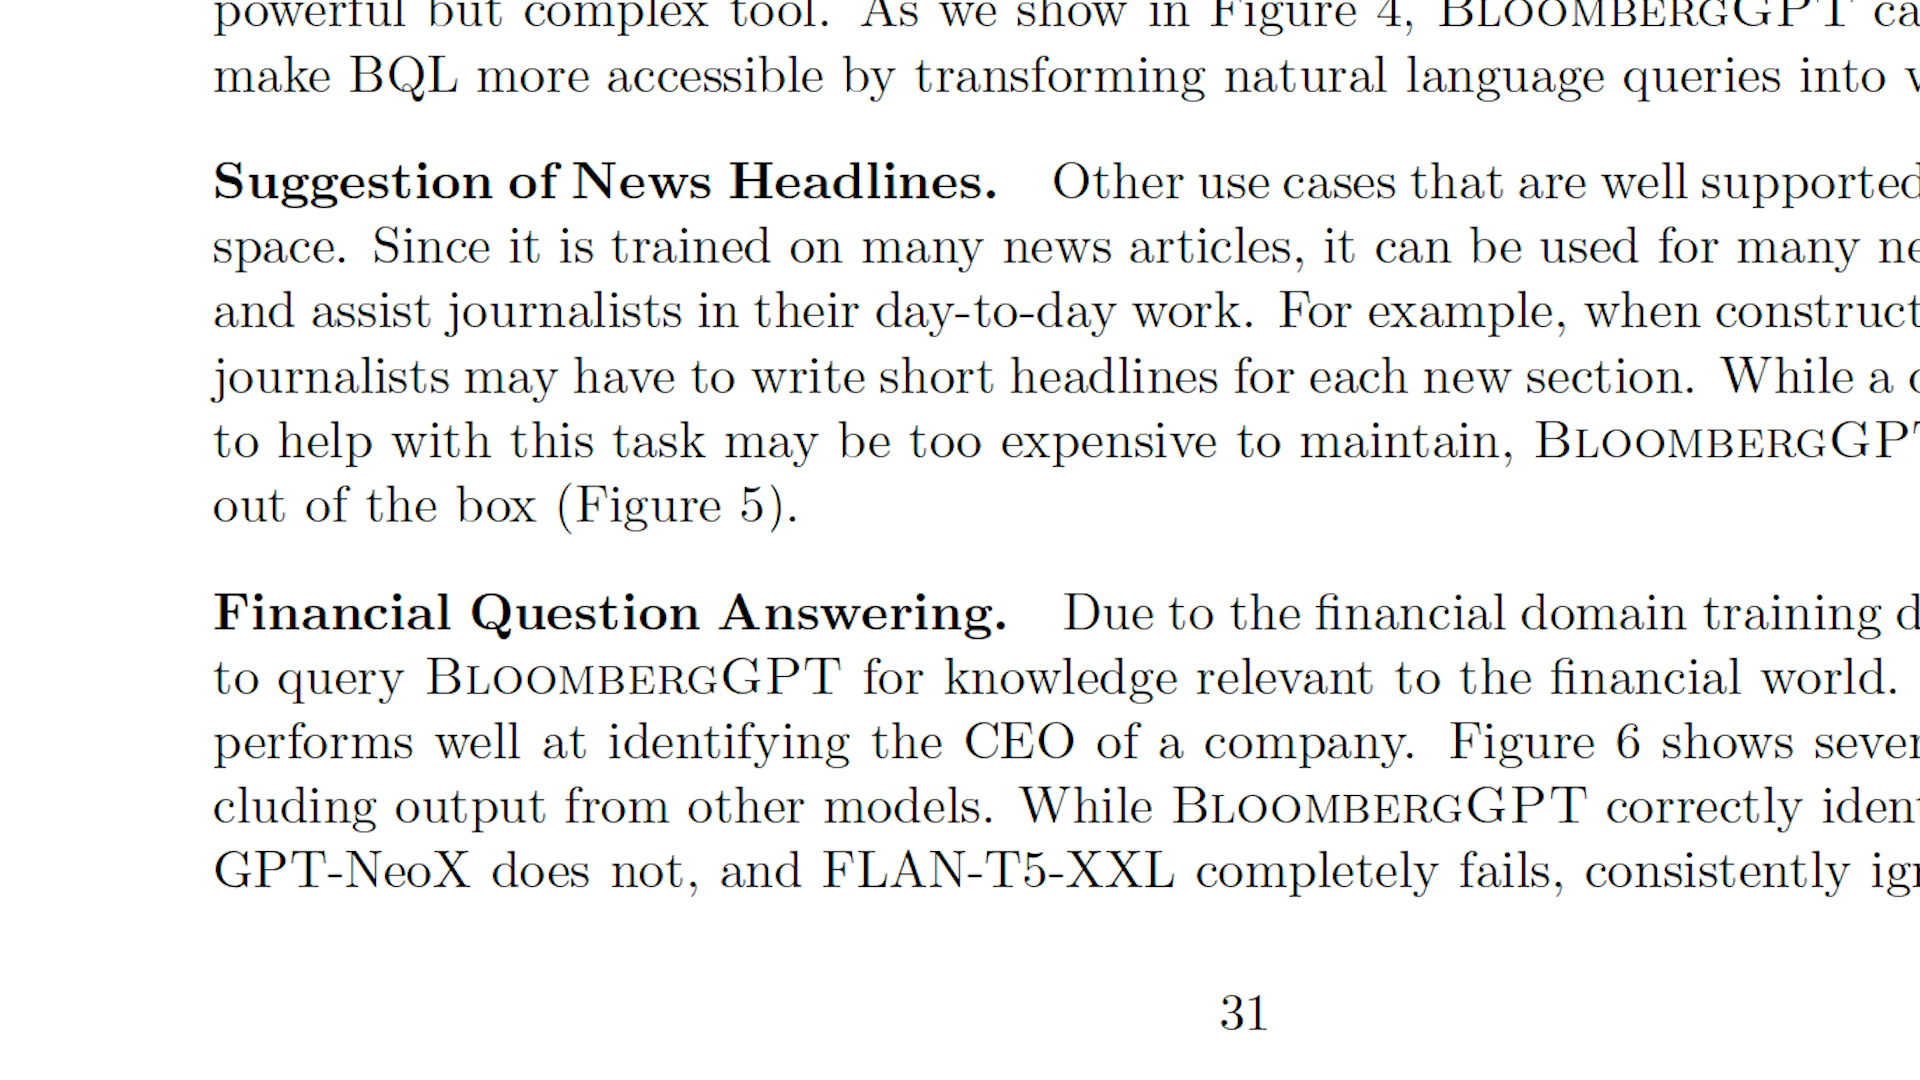 powerful but complex tool. As we show in Figure 4, BLOOMBERGGPT ca
make BQL more accessible by transforming natural language queries into v
Suggestion of News Headlines. Other use cases that are well supported
space. Since it is trained on many news articles, it can be used for many ne
and assist journalists in their day-to-day work. For example, when construct
journalists may have to write short headlines for each new section. While a
to help with this task may be too expensive to maintain, BLOOMBERGGPT
out of the box (Figure 5).
Financial Question Answering. Due to the financial domain training d
to query BLOOMBERGGPT for knowledge relevant to the financial world.
performs well at identifying the CEO of a company. Figure 6 shows sever
cluding output from other models. While BLOOMBERGGPT correctly ident
GPT-NeoX does not, and FLAN-T5-XXL completely fails, consistently ign
31